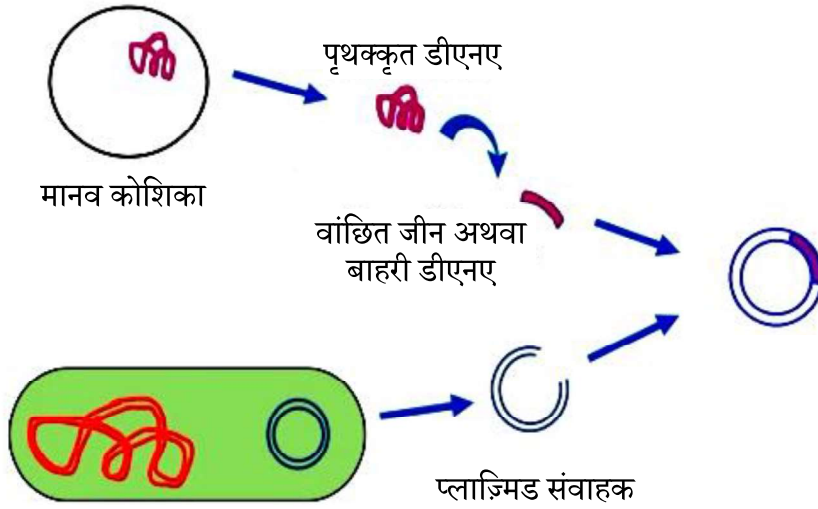 पृथक्कृत डीएनए
मानव कोशिका
वांछित जीन अथवा
बाहरी डीएनए
प्लाज़्मिड संवाहक